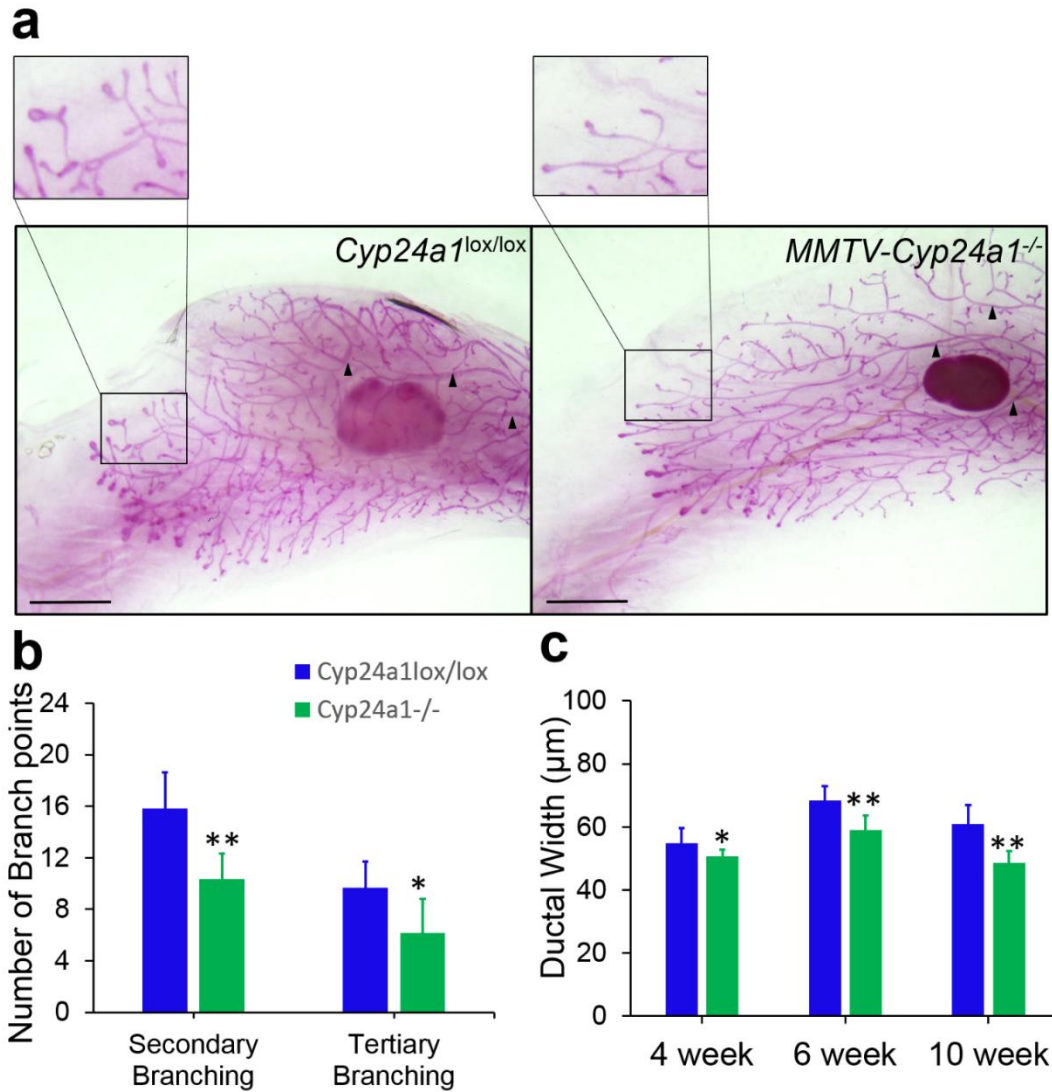 a
Cyp24a1lox/lox
MMTV-Cyp24a1-/-
b
Number of Branch points
24
20
16
12
8
4
0
Cyp24a1lox/lox
Cyp24a1-/-
**
*
Secondary
Branching
Tertiary
Branching
c
Ductal Width (µm)
100
80
60
40
20
0
*
**
**
4 week
6 week
10 week